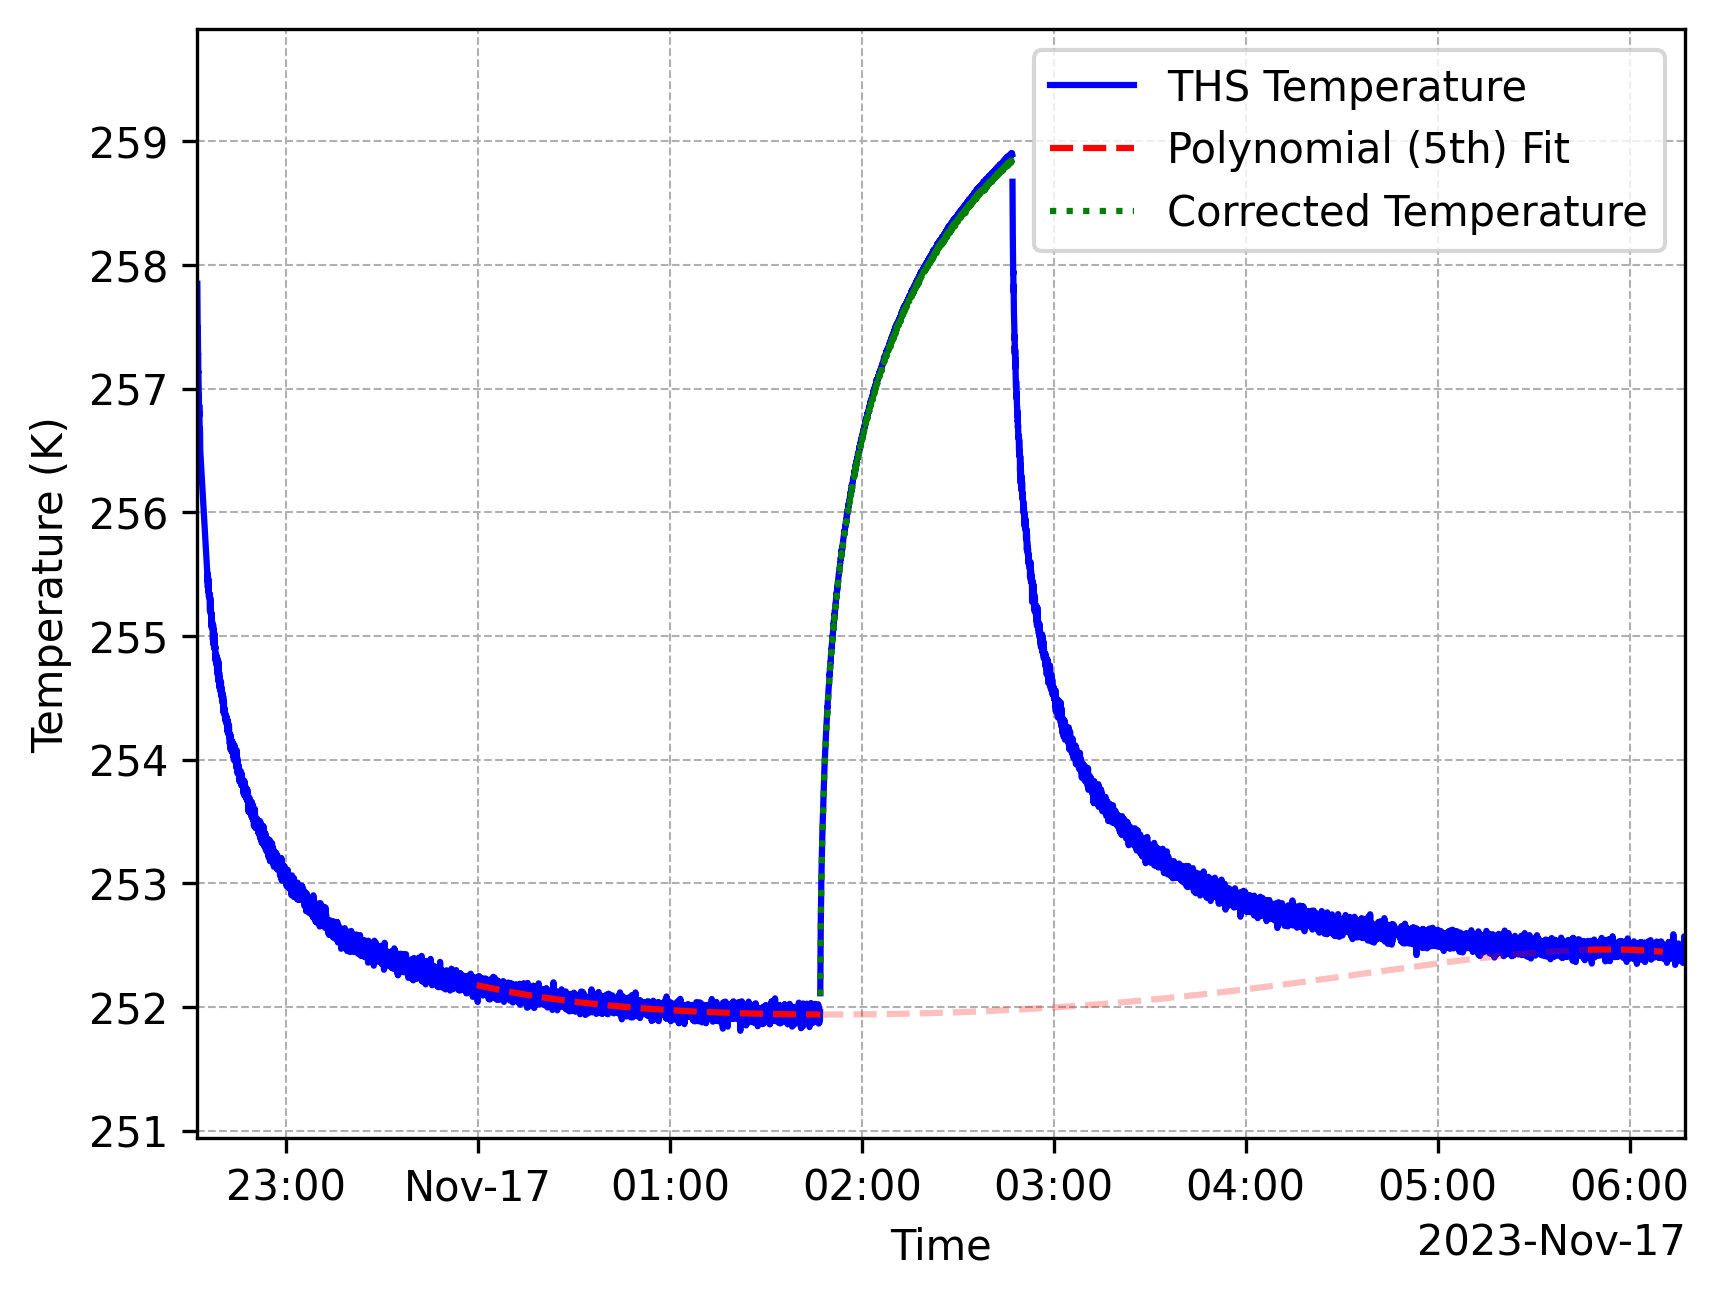 THS Temperature
Polynomial (5th) Fit
Corrected Temperature
259
258
257
256
255
254
253
252
251
Temperature (K)
23:00 Nov-17 01:00 02:00 03:00 04:00 05:00 06:00
Time
2023-Nov-17